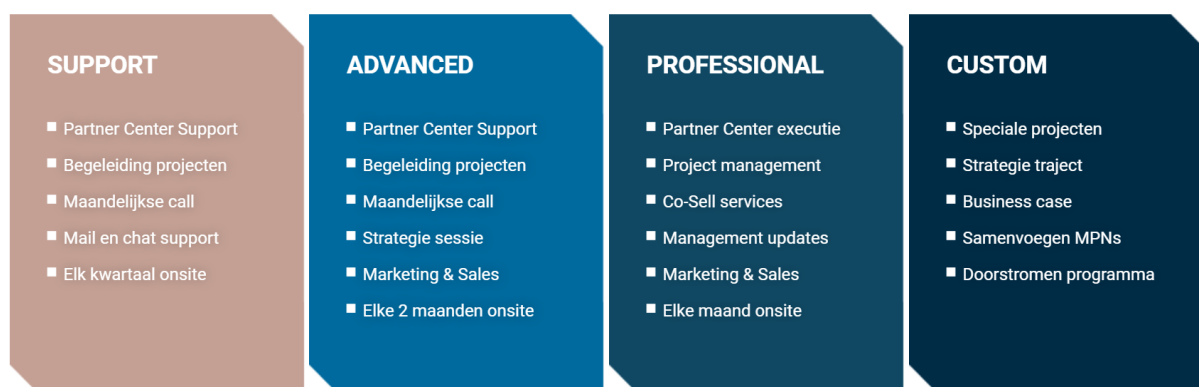 SUPPORT
Partner Center Support
Begeleiding projecten
Maandelijkse call
Mail en chat support
Elk kwartaal onsite
ADVANCED
Partner Center Support
Begeleiding projecten
Maandelijkse call
Strategie sessie
Marketing & Sales
Elke 2 maanden onsite
PROFESSIONAL
Partner Center executie
Project management
Co-Sell services
Management updates
Marketing & Sales
Elke maand onsite
CUSTOM
Speciale projecten
Strategie traject
Business case
Samenvoegen MPNs
Doorstromen programma